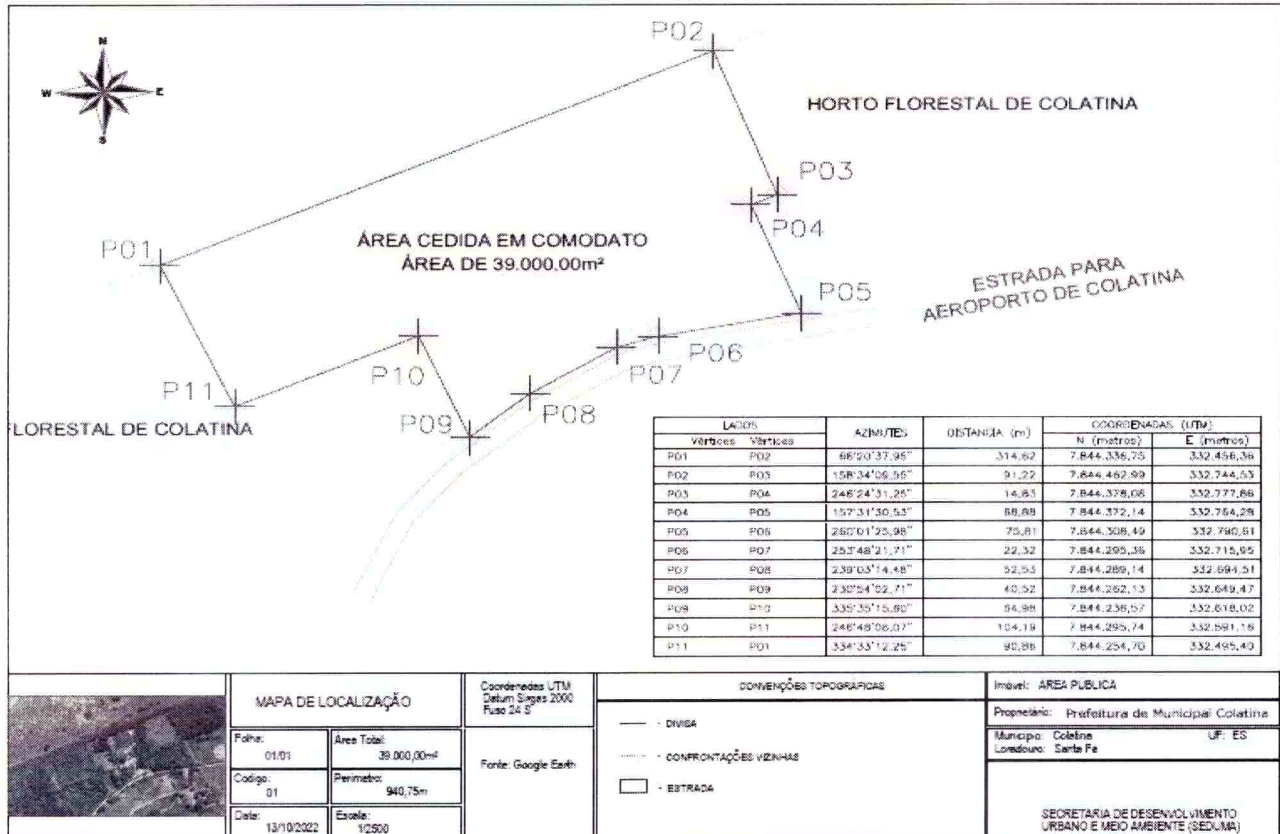 N
W E
S
P02
HORTO FLORESTAL DE COLATINA
P03
P04
P01
ÁREA CEDIDA EM COMODATO
ÁREA DE 39.000,00m²
ESTRADA PARA
AEROPORTO DE COLATINA
P05
P06
P10
P07
P11
P08
P09
FLORESTAL DE COLATINA
LADOS AZIMUTES DISTANCIA (m) COORDENADAS (UTM)
Vértices Vértices N (metros) E (metros)
P01 P02 66°20'37,95" 314,62 7.844.336,75 332.456,36
P02 P03 158°34'09,55" 91,22 7.844.462,99 332.744,53
P03 P04 246°24'31,25" 14,83 7.844.378,08 332.777,86
P04 P05 157°31'30,53" 68,88 7.844.372,14 332.764,28
P05 P06 260°01'25,98" 75,81 7.844.308,49 332.790,61
P06 P07 253°48'21,71" 22,32 7.844.295,36 332.715,95
P07 P08 239°03'14,48" 52,53 7.844.289,14 332.694,51
P08 P09 230°54'02,71" 40,52 7.844.262,13 332.649,47
P09 P10 335°35'15,80" 64,98 7.844.236,57 332.618,02
P10 P11 246°48'06,07" 104,19 7.844.295,74 332.591,16
P11 P01 334°33'12,25" 90,86 7.844.254,70 332.495,40
MAPA DE LOCALIZAÇÃO
Folha: 01/01
Área Total: 39.000,00m²
Codigo: 01
Perimetro: 940,75m
Date: 13/10/2022
Escala: 1/2500
Coordenadas UTM
Datum Sirgas 2000
Fuso 24 S
Fonte: Google Earth
CONVENÇÕES TOPOGRAFICAS
- DIVISA
- CONFRONTAÇÕES VIZINHAS
- ESTRADA
Imóvel: AREA PUBLICA
Proprietário: Prefeitura de Municipal Colatina
Municipio: Colatina UF: ES
Loradouro: Santa Fe
SECRETARIA DE DESENVOLVIMENTO
URBANO E MEIO AMBIENTE (SEDUMA)